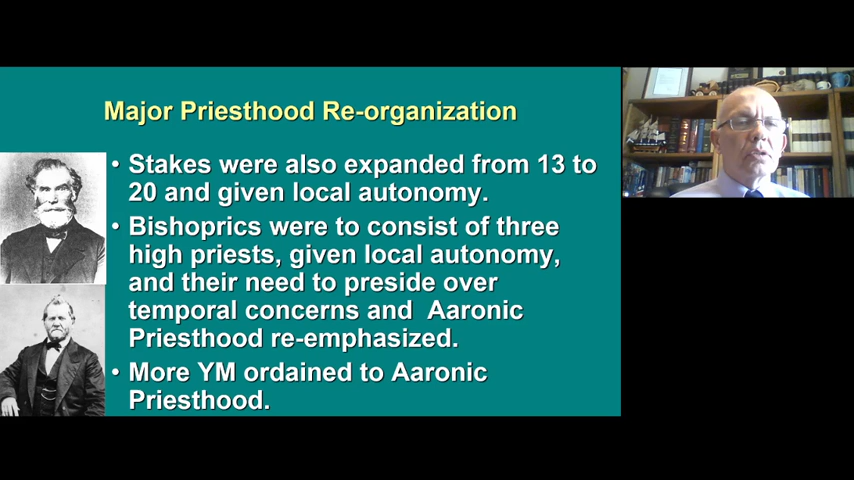 Major Priesthood Re-organization
• Stakes were also expanded from 13 to
20 and given local autonomy.
• Bishoprics were to consist of three
high priests, given local autonomy,
and their need to preside over
temporal concerns and Aaronic
Priesthood re-emphasized.
• More YM ordained to Aaronic
Priesthood.